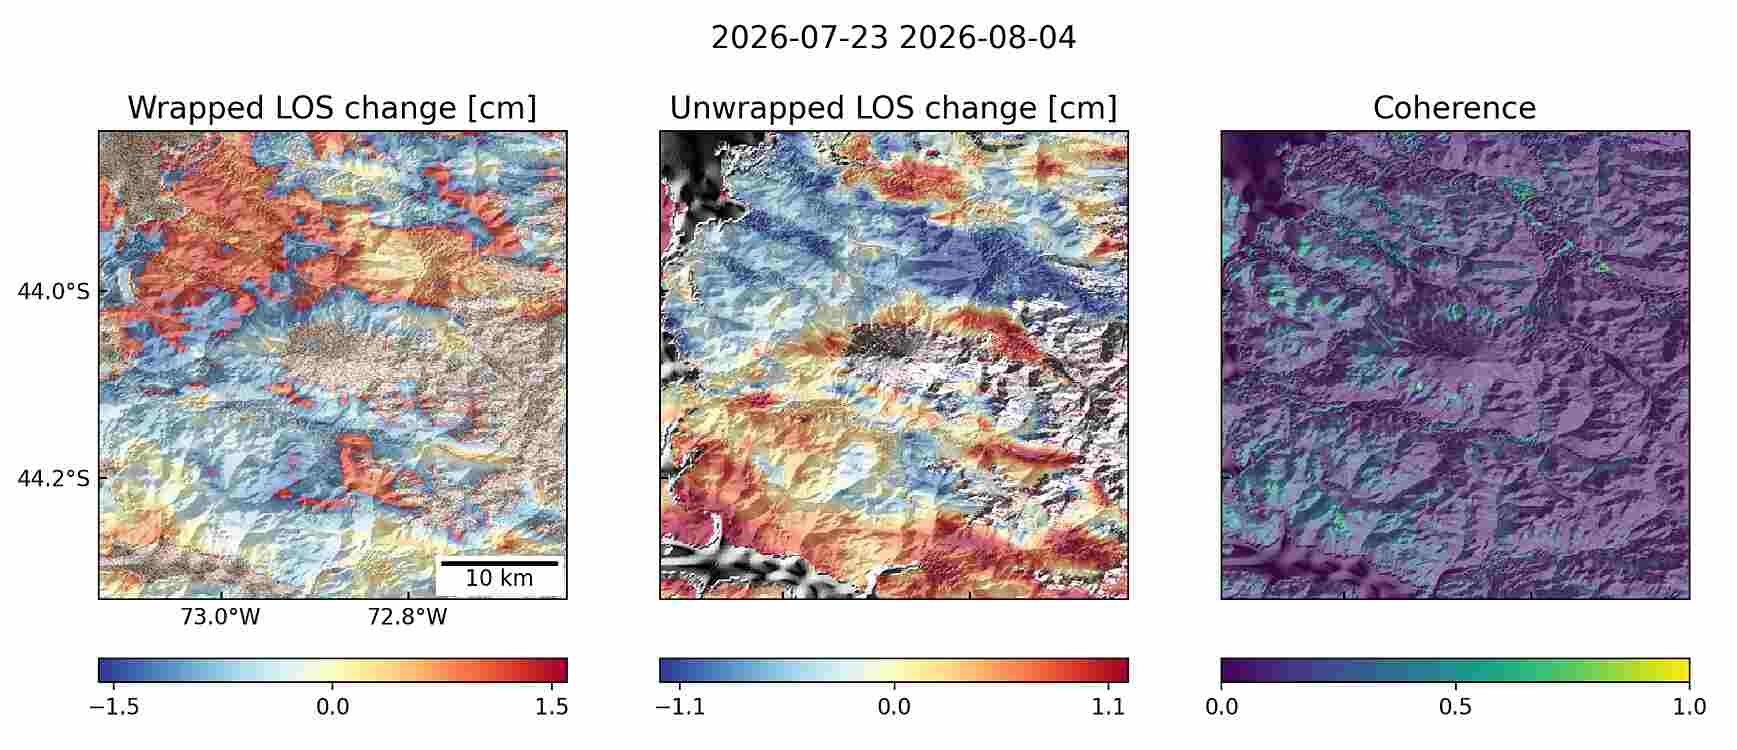 2026-07-23 2026-08-04
Wrapped LOS change [cm]
Unwrapped LOS change [cm]
Coherence
44.0°S
44.2°S
10 km
73.0°W
72.8°W
−1.5
0.0
1.5
−1.1
0.0
1.1
0.0
0.5
1.0